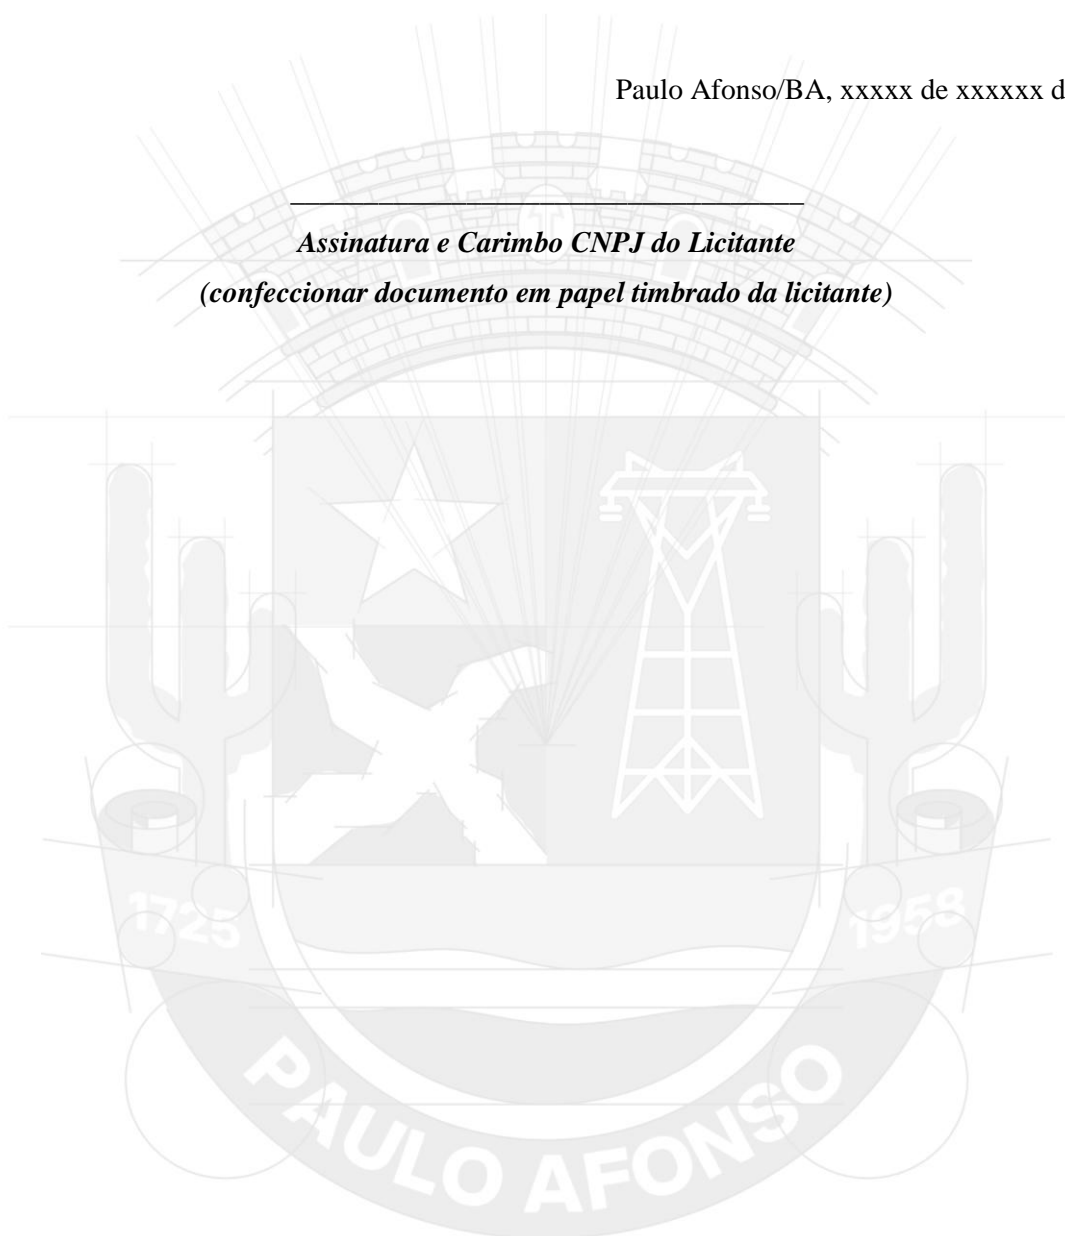 Paulo Afonso/BA, xxxxx de xxxxxx d
Assinatura e Carimbo CNPJ do Licitante
(confeccionar documento em papel timbrado da licitante)
1725
1958
PAULO AFONSO